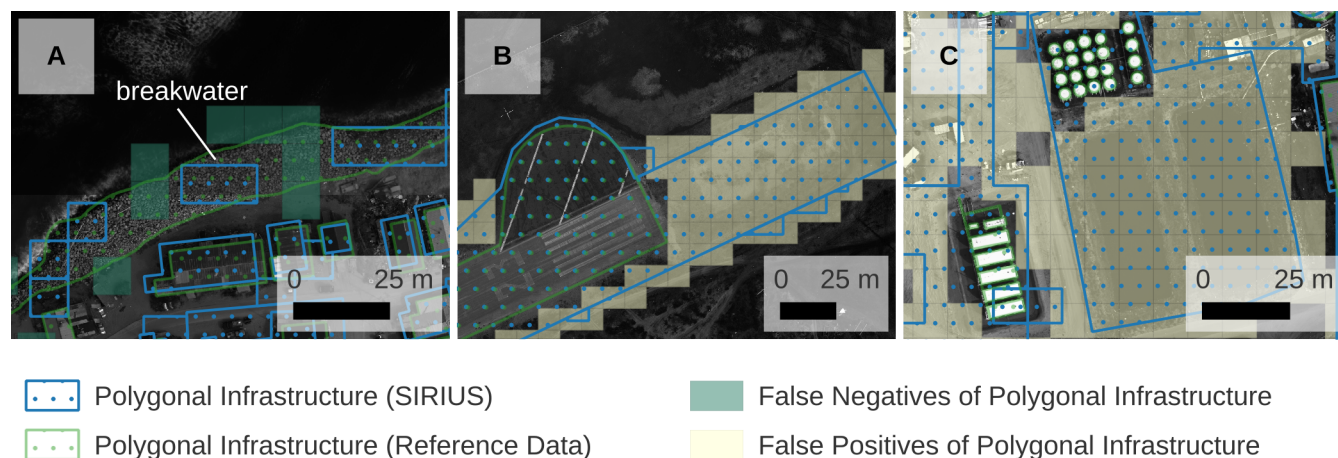 A
B
C
breakwater
0 25 m
0 25 m
0 25 m
Polygonal Infrastructure (SIRIUS)
False Negatives of Polygonal Infrastructure
Polygonal Infrastructure (Reference Data)
False Positives of Polygonal Infrastructure